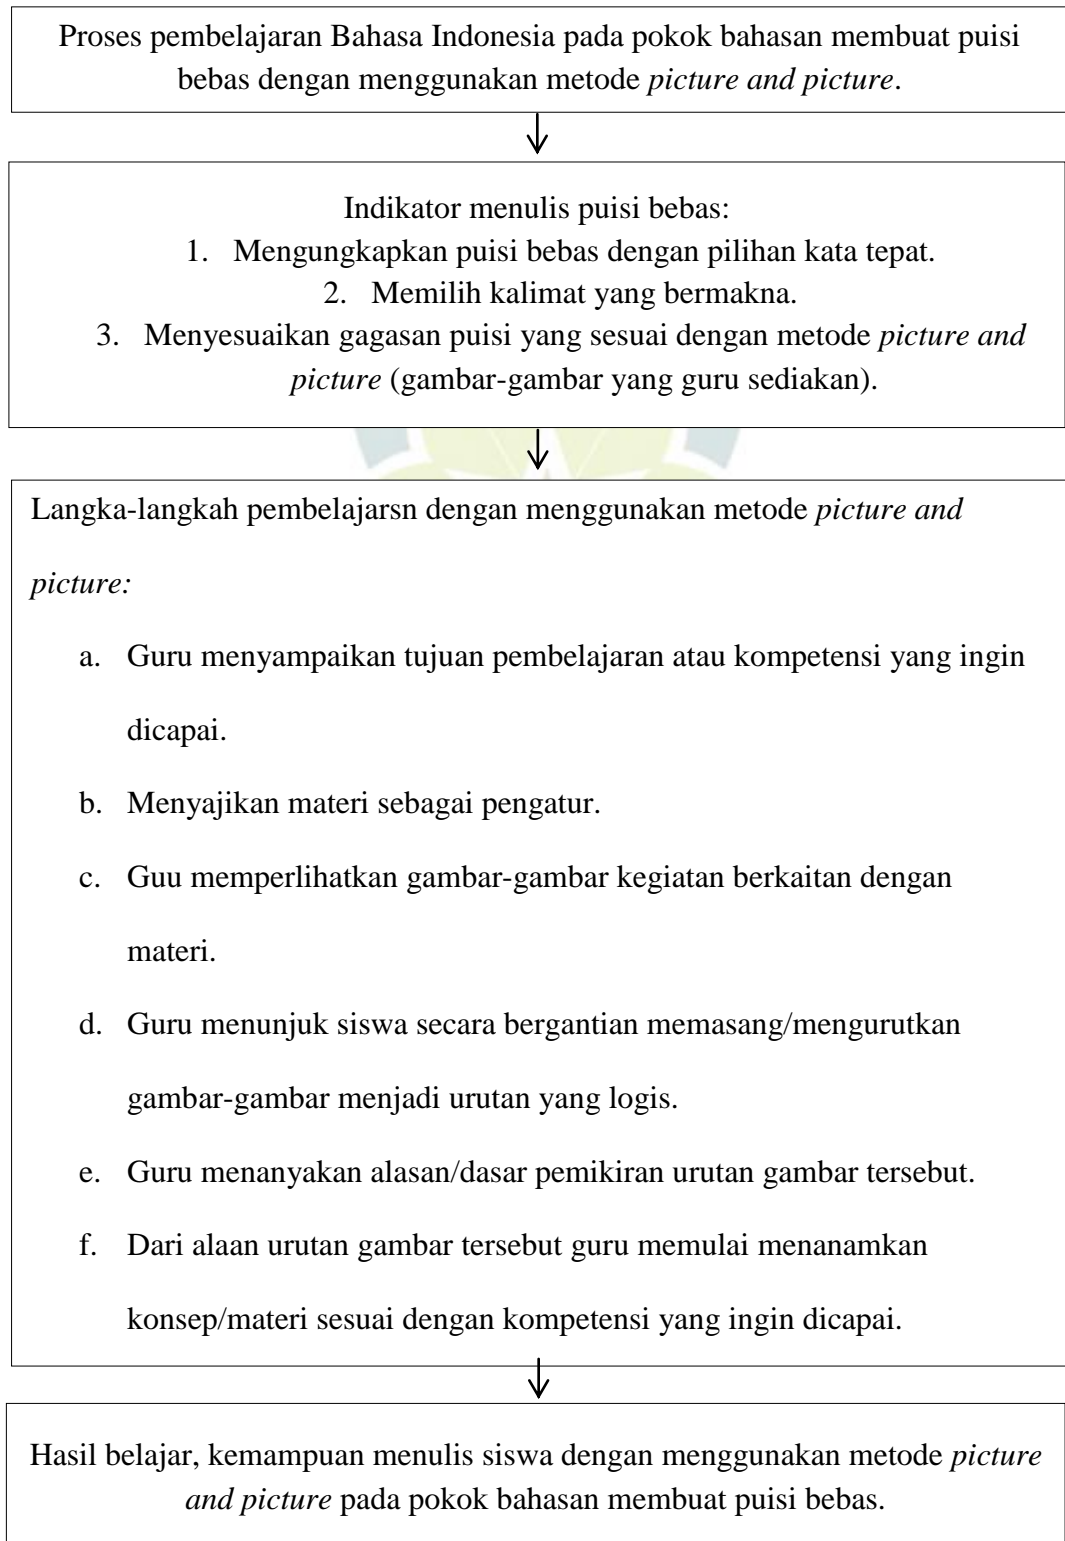 Proses pembelajaran Bahasa Indonesia pada pokok bahasan membuat puisi
bebas dengan menggunakan metode picture and picture.
Indikator menulis puisi bebas:
1. Mengungkapkan puisi bebas dengan pilihan kata tepat.
2. Memilih kalimat yang bermakna.
3. Menyesuaikan gagasan puisi yang sesuai dengan metode picture and
picture (gambar-gambar yang guru sediakan).
Langka-langkah pembelajarsn dengan menggunakan metode picture and
picture:
a. Guru menyampaikan tujuan pembelajaran atau kompetensi yang ingin
dicapai.
b. Menyajikan materi sebagai pengatur.
c. Guu memperlihatkan gambar-gambar kegiatan berkaitan dengan
materi.
d. Guru menunjuk siswa secara bergantian memasang/mengurutkan
gambar-gambar menjadi urutan yang logis.
e. Guru menanyakan alasan/dasar pemikiran urutan gambar tersebut.
f. Dari alaan urutan gambar tersebut guru memulai menanamkan
konsep/materi sesuai dengan kompetensi yang ingin dicapai.
Hasil belajar, kemampuan menulis siswa dengan menggunakan metode picture
and picture pada pokok bahasan membuat puisi bebas.